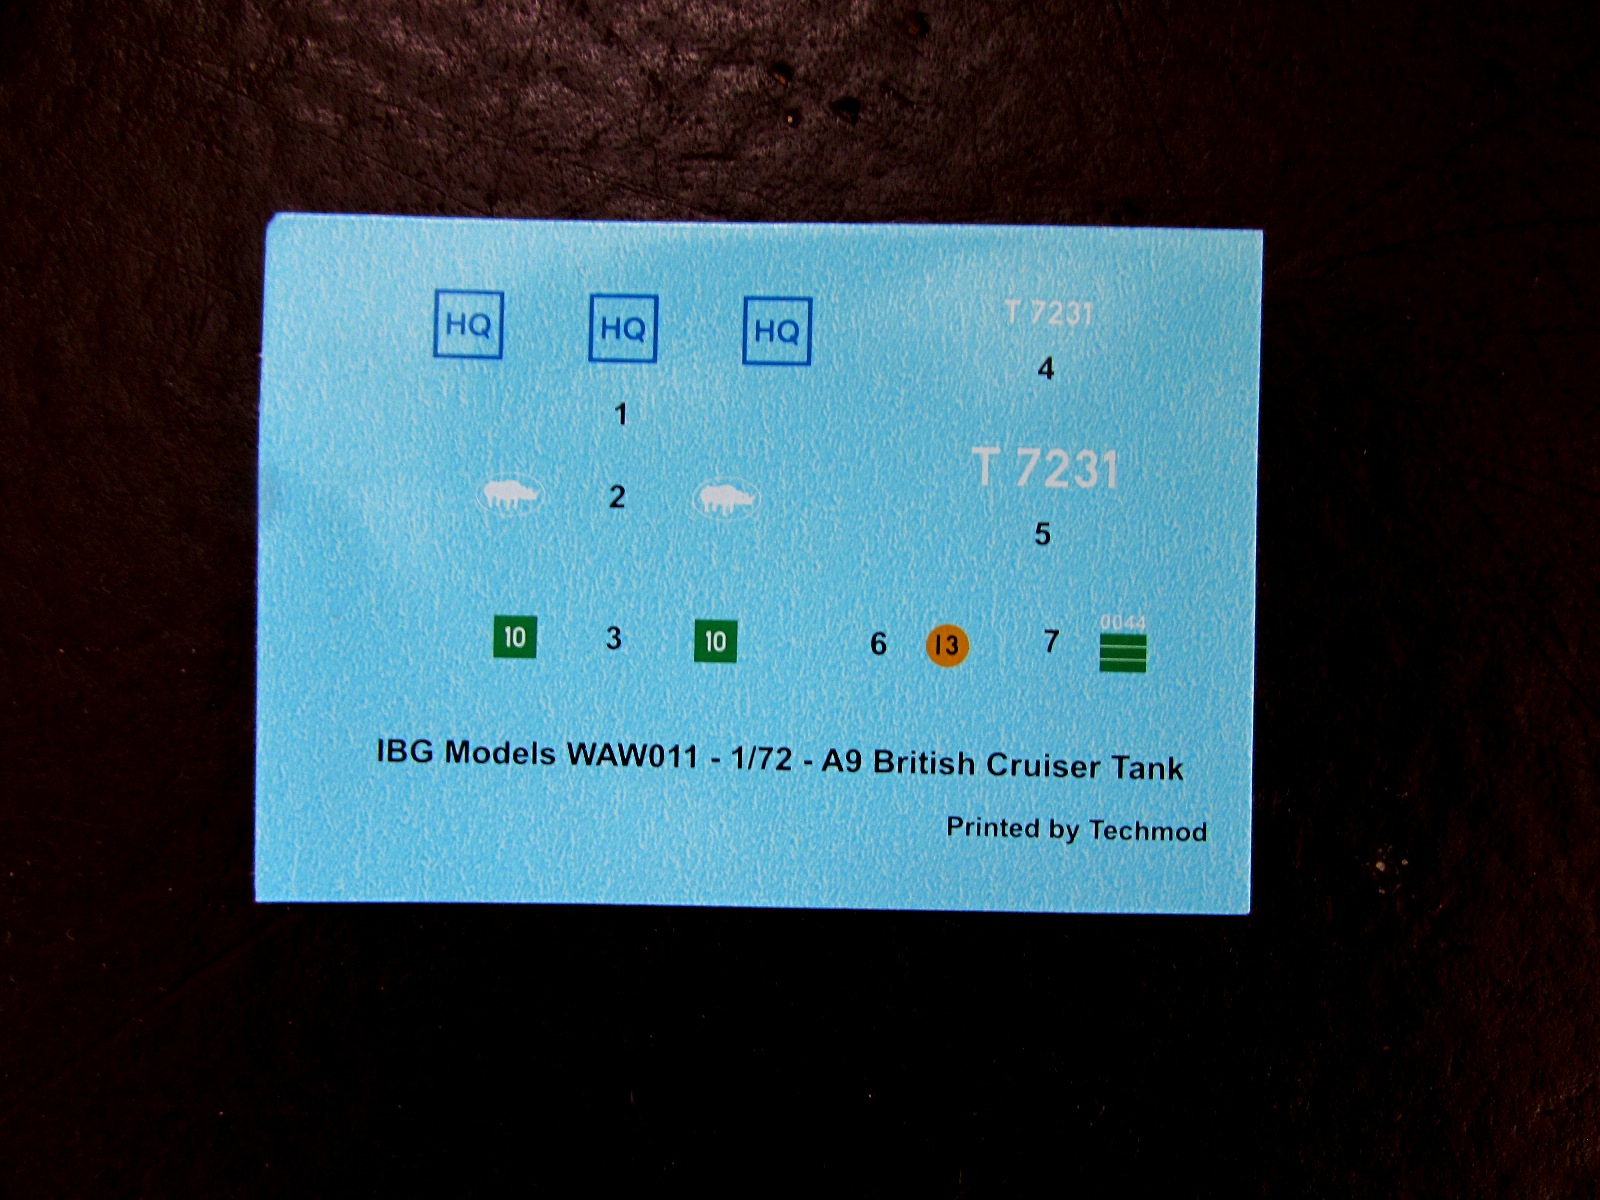 HQ HQ HQ T 7231
4
1
T 7231
2
5
0044
10 3 10 6 13 7
IBG Models WAW011 - 1/72 - A9 British Cruiser Tank
Printed by Techmod